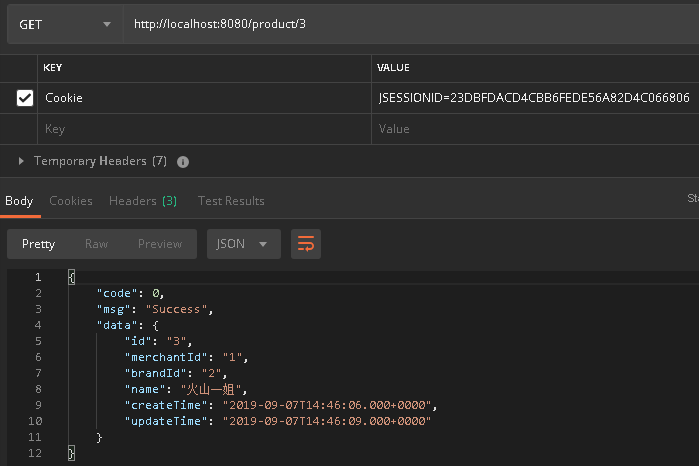 GET http://localhost:8080/product/3
KEY VALUE
Cookie JSESSIONID=23DBFDACD4CBB6FEDE56A82D4C066806
Key Value
Temporary Headers (7)
Body Cookies Headers (3) Test Results
Pretty Raw Preview JSON
1 {
2 "code": 0,
3 "msg": "Success",
4 "data": {
5 "id": "3",
6 "merchantId": "1",
7 "brandId": "2",
8 "name": "火山一姐",
9 "createTime": "2019-09-07T14:46:06.000+0000",
10 "updateTime": "2019-09-07T14:46:09.000+0000"
11 }
12 }